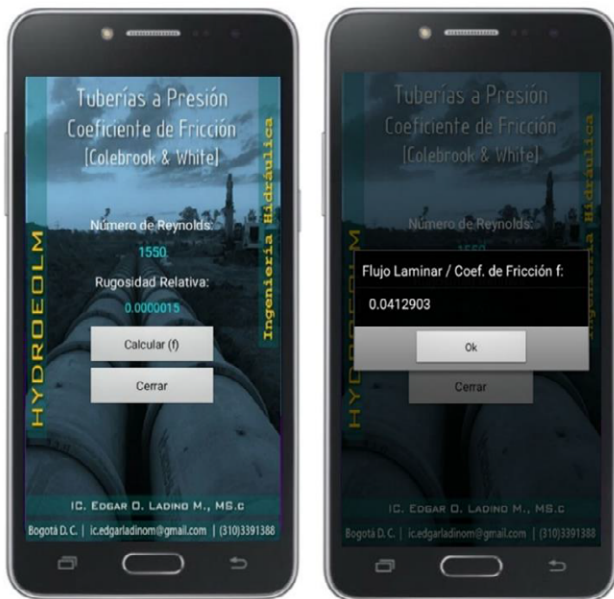 Tuberías a Presión
Coeficiente de Fricción
[Colebrook & White]
HYDROEOLM
Ingeniería Hidráulica
Número de Reynolds:
1550
Rugosidad Relativa:
0.0000015
Calcular (f)
Cerrar
IC. EDGAR O. LADINO M., MS.C
Bogotá D. C. | ic.edgarladinom@gmail.com | (310)3391388
Tuberías a Presión
Coeficiente de Fricción
[Colebrook & White]
HYDROEOLM
Ingeniería Hidráulica
Número de Reynolds:
1550
Flujo Laminar / Coef. de Fricción f:
0.0412903
Ok
Cerrar
IC. EDGAR O. LADINO M., MS.C
Bogotá D. C. | ic.edgarladinom@gmail.com | (310)3391388